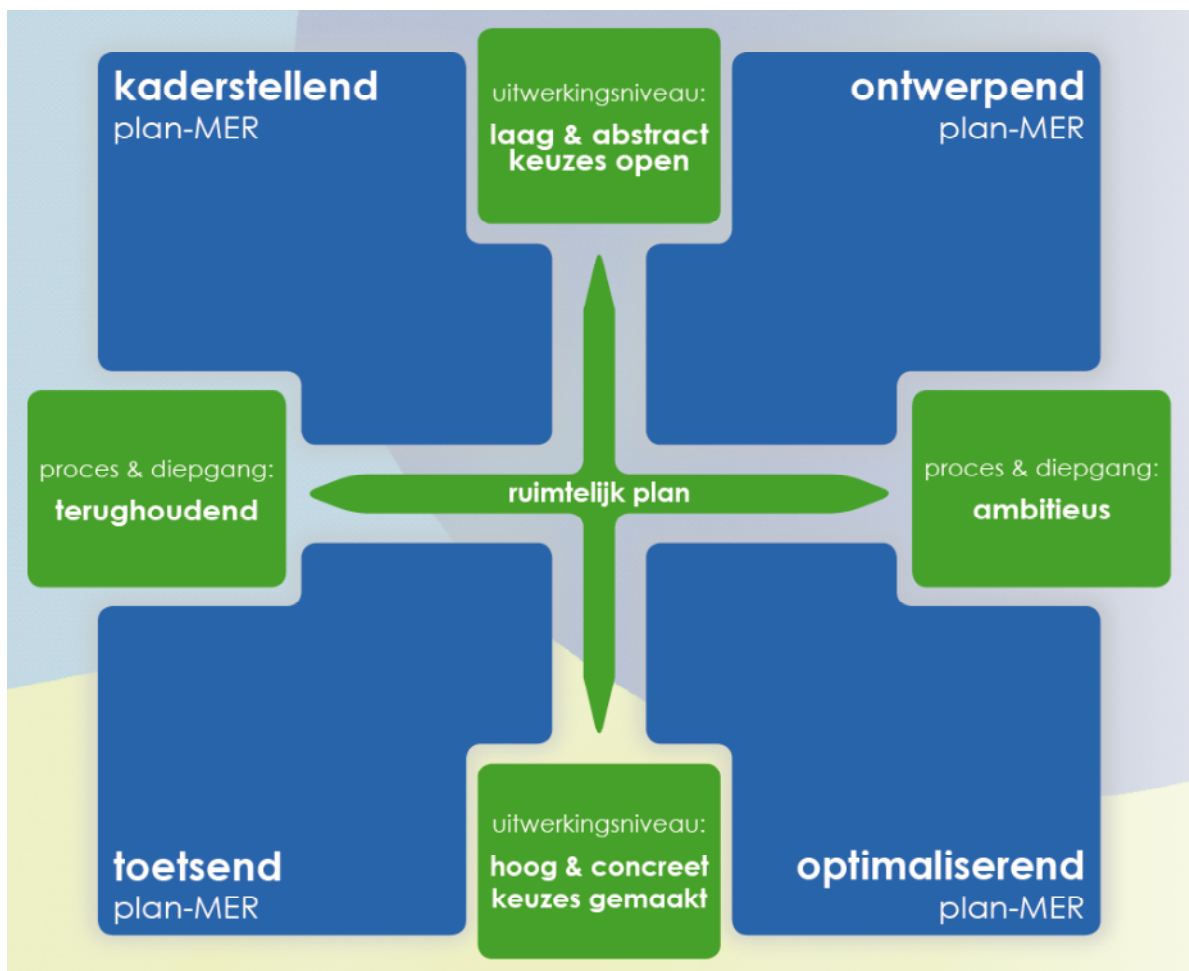 kaderstellend
plan-MER
uitwerkingsniveau:
laag & abstract
keuzes open
ontwerpend
plan-MER
proces & diepgang:
terughoudend
ruimtelijk plan
proces & diepgang:
ambitieus
toetsend
plan-MER
uitwerkingsniveau:
hoog & concreet
keuzes gemaakt
optimaliserend
plan-MER